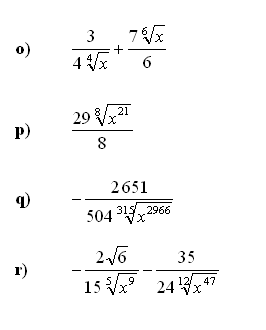 о) 3/(4 ⁴√x) + (7 ⁶√x)/6
р) (29 ⁸√(x²¹))/8
q) − 2651/(504 ³¹⁵√(x²⁹⁶⁶))
r) − (2√6)/(15 ⁵√(x⁹)) − 35/(24 ¹²√(x⁴⁷))